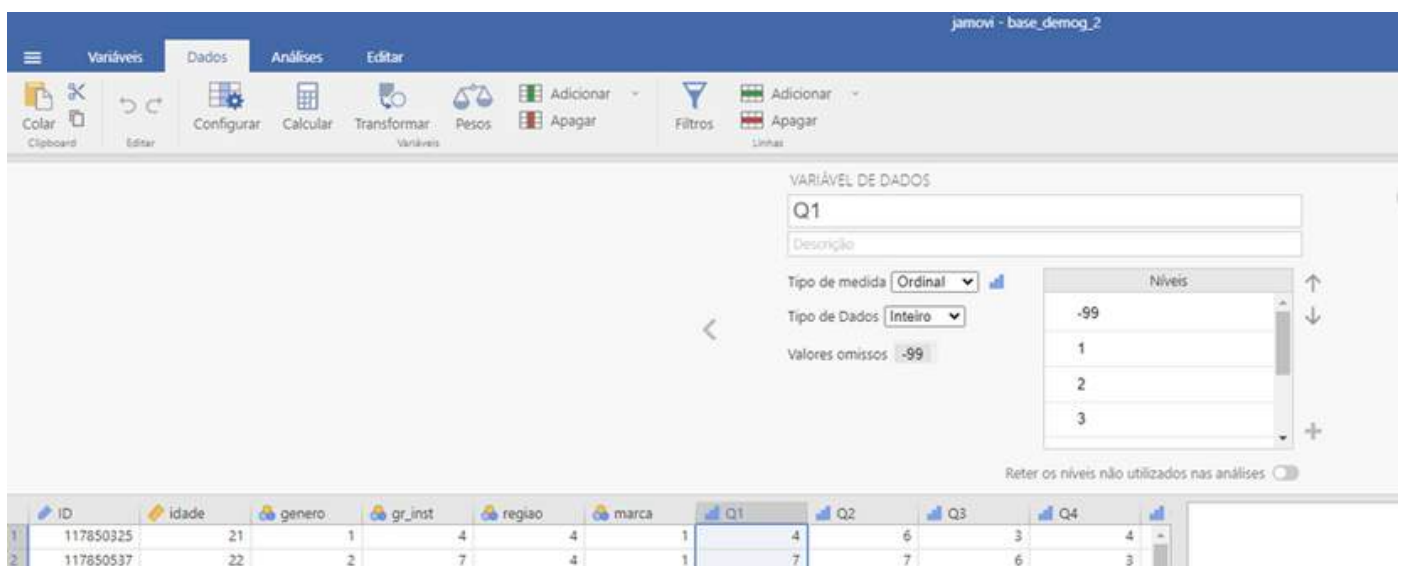 jamovi - base_demog_2
Variáveis Dados Análises Editar
Colar Configurar Calcular Transformar Pesos Adicionar Apagar Filtros Adicionar Apagar
Clipboard Editar Variáveis Linhas
VARIÁVEL DE DADOS
Q1
Descrição
Tipo de medida Ordinal Níveis
Tipo de Dados Inteiro -99
Valores omissos -99 1
2
3
Reter os níveis não utilizados nas análises
ID idade genero gr_inst regiao marca Q1 Q2 Q3 Q4
1 117850325 21 1 4 4 1 4 6 3 4
2 117850537 22 2 7 4 1 7 7 6 3